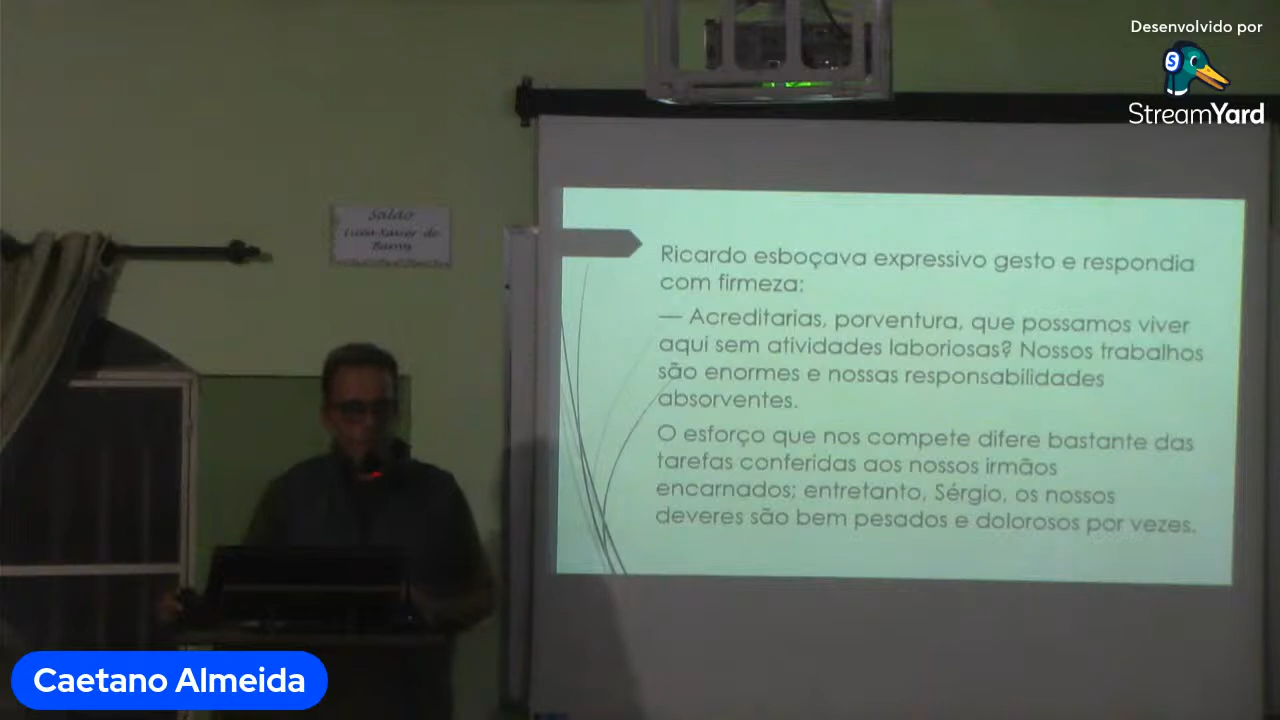 Desenvolvido por
StreamYard
Salão
Ricardo esboçava expressivo gesto e respondia
com firmeza:
— Acreditarias, porventura, que possamos viver
aqui sem atividades laboriosas? Nossos trabalhos
são enormes e nossas responsabilidades
absorventes.
O esforço que nos compete difere bastante das
tarefas conferidas aos nossos irmãos
encarnados; entretanto, Sérgio, os nossos
deveres são bem pesados e dolorosos por vezes.
Caetano Almeida